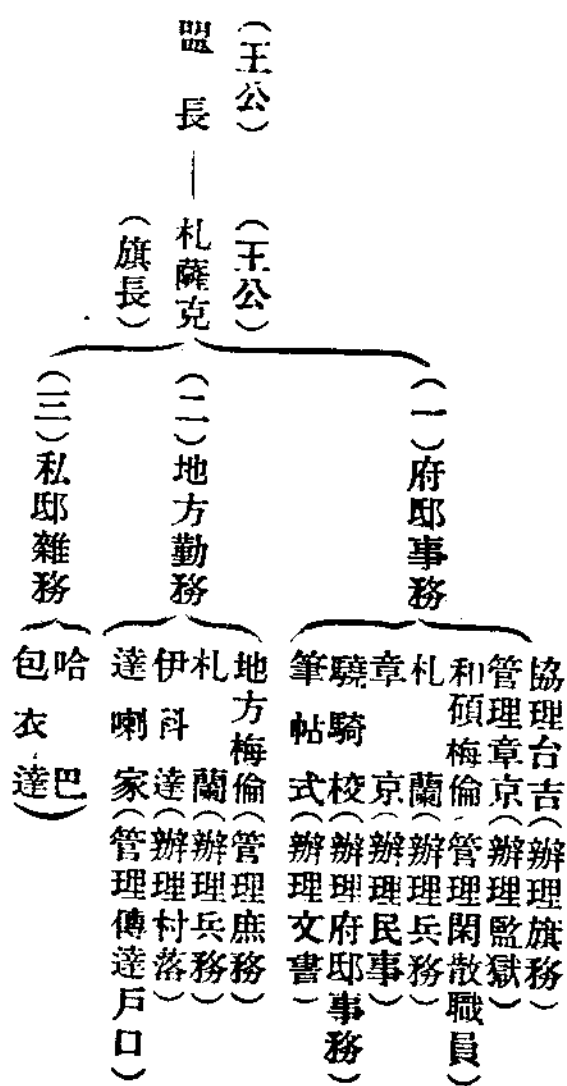 （王公）
盟長
（王公）
札薩克
（旗長）
（一）府邸事務
協理台吉（辦理旗務）
管理章京（辦理監獄）
和碩梅倫（管理閑散職員）
札蘭（辦理兵務）
章京（辦理民事）
驍騎校（辦理府邸事務）
筆帖式（辦理文書）
（二）地方勤務
地方梅倫（管理庶務）
札蘭（辦理兵務）
伊科達（辦理村落）
達喇家（管理傳達戶口）
（三）私邸雜務
哈巴
包衣達）